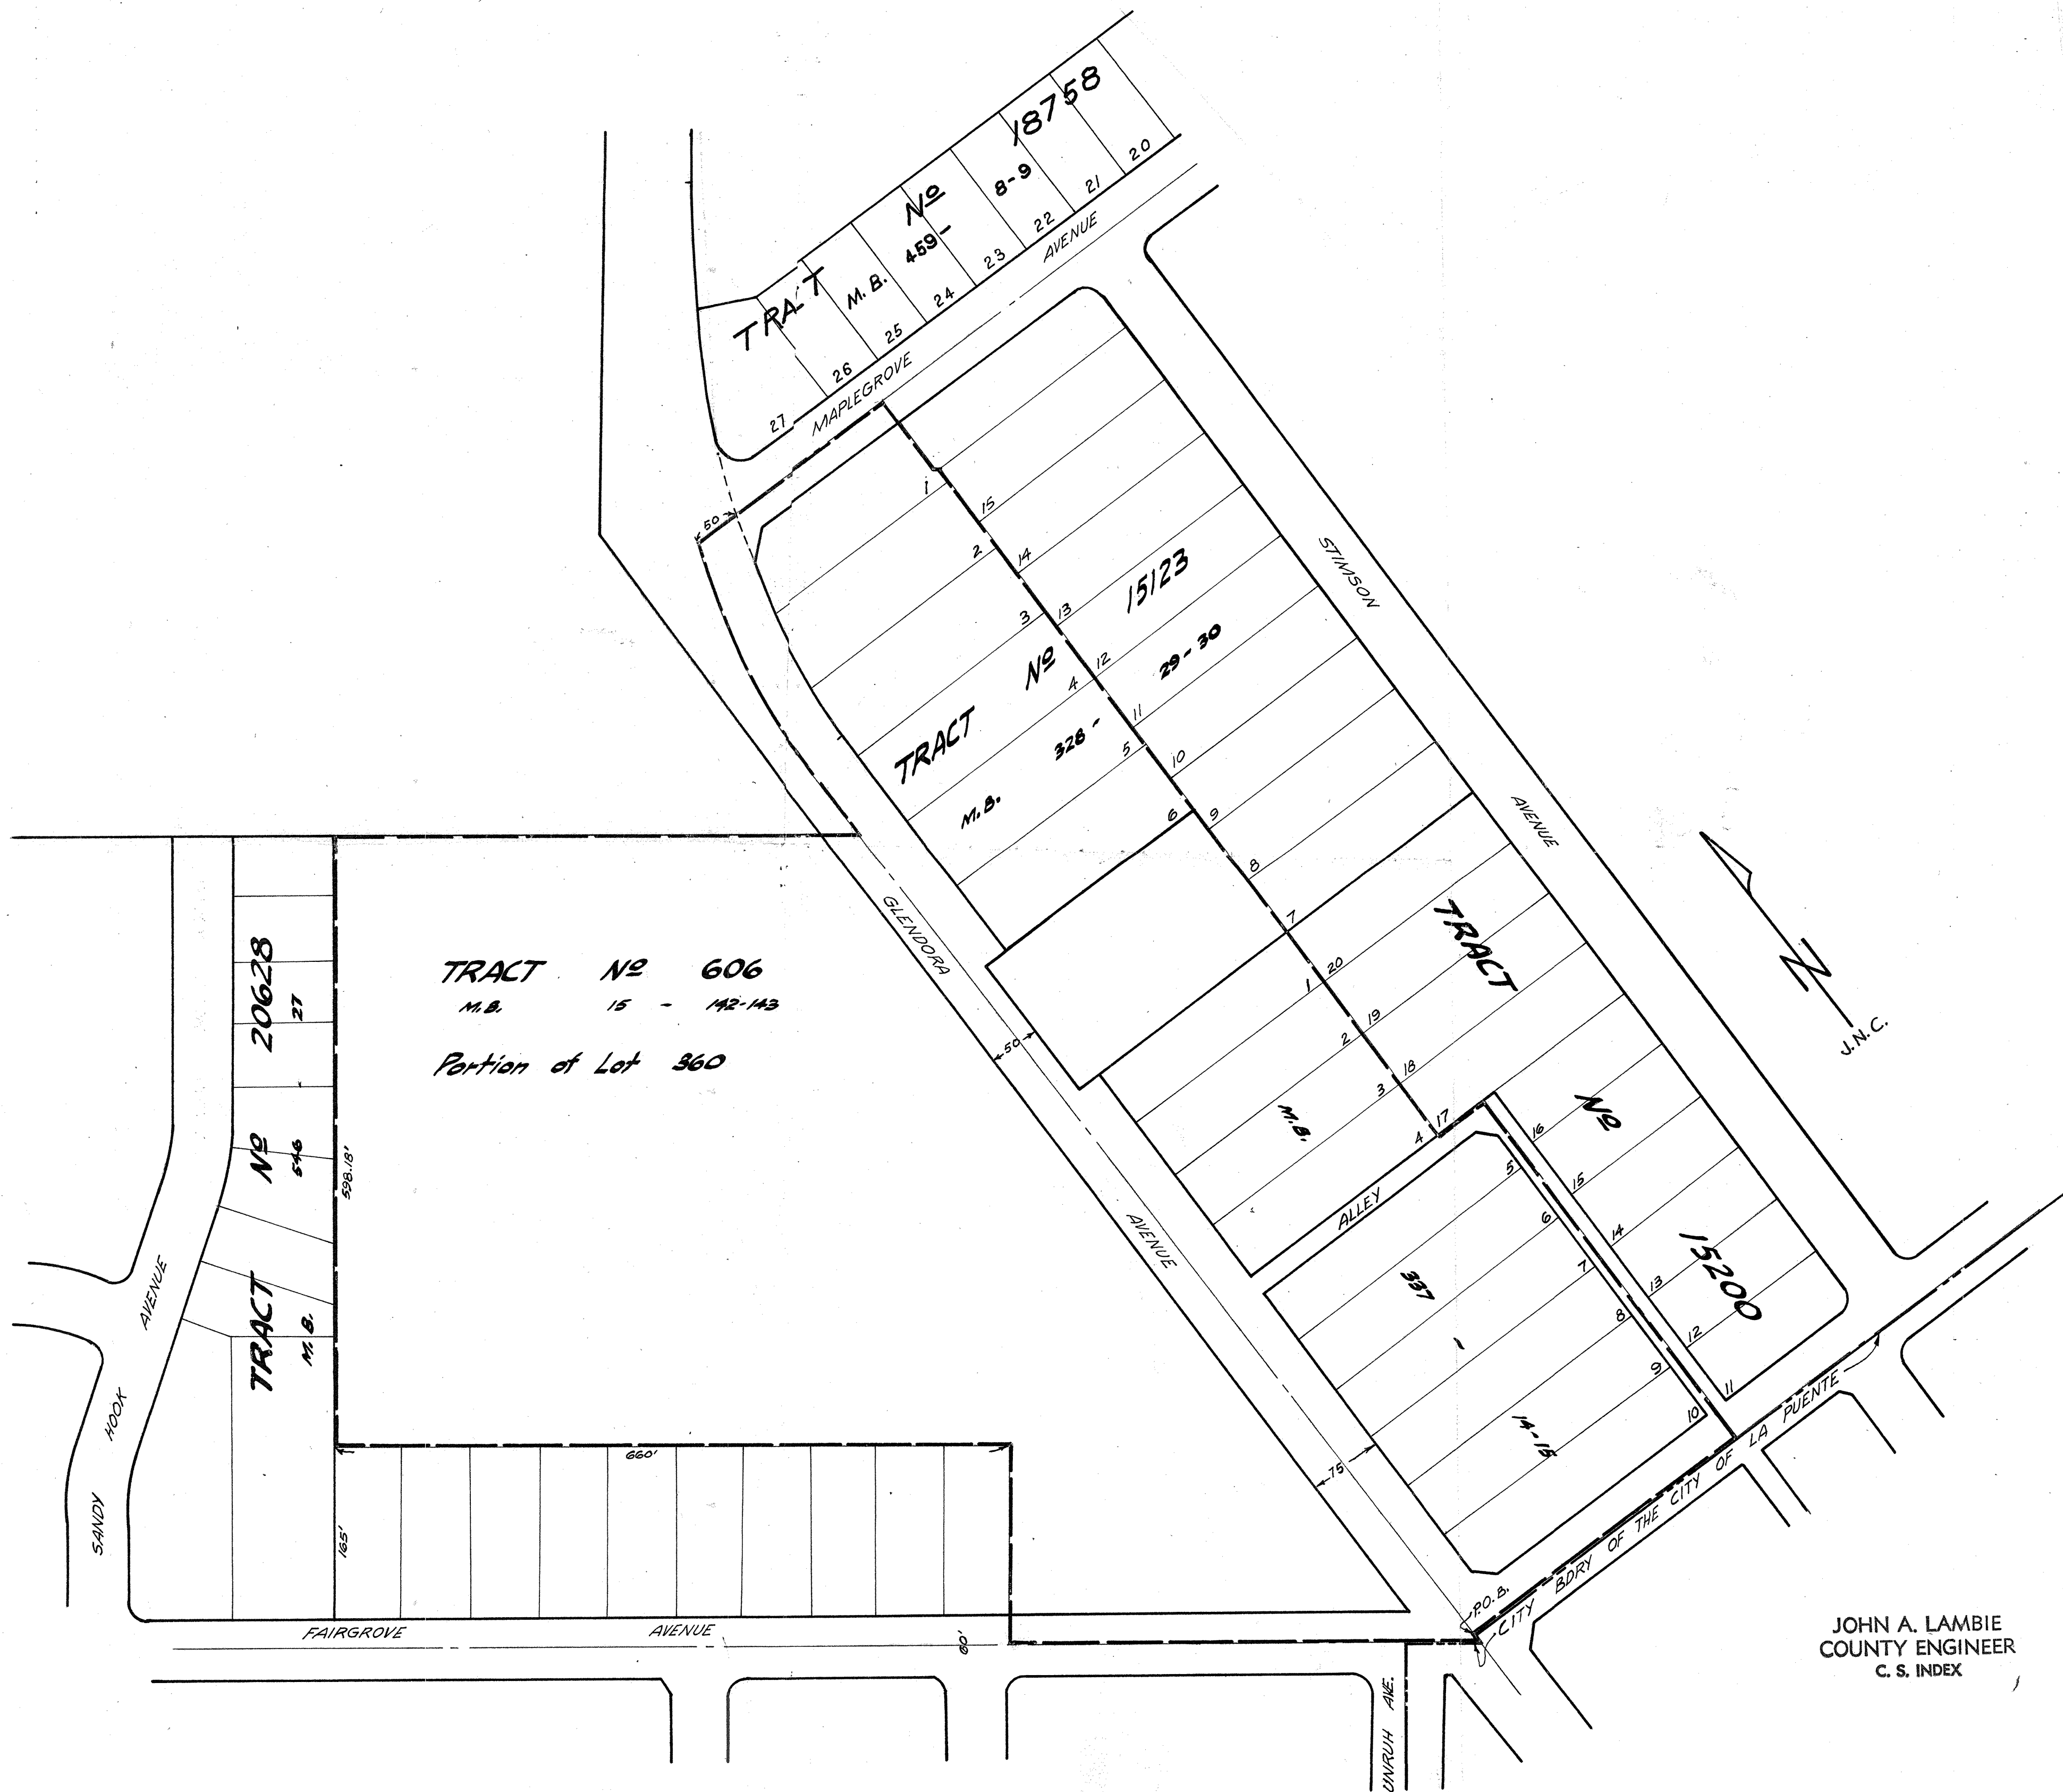 TRACT Nº 18758
M. B. 459 - 8-9
20
21
22
23
24
25
26
27
MAPLEGROVE AVENUE
50
1
2
3
4
5
6
15
14
13
12
11
10
9
8
7
TRACT Nº 15123
M. B. 328 - 29 - 30
STIMSON AVENUE
GLENDORA AVENUE
50
75
TRACT Nº 15200
M. B. 337 - 14-15
1
2
3
4
5
6
7
8
9
10
20
19
18
17
16
15
14
13
12
11
ALLEY
TRACT Nº 606
M. B. 15 - 142-143
Portion of Lot 360
TRACT Nº 20628
M. B. 546 27
598.18'
660'
165'
60'
SANDY HOOK AVENUE
FAIRGROVE AVENUE
UNRUH AVE.
P.O.B.
CITY BDRY OF THE CITY OF LA PUENTE
N
J.N.C.
JOHN A. LAMBIE
COUNTY ENGINEER
C. S. INDEX